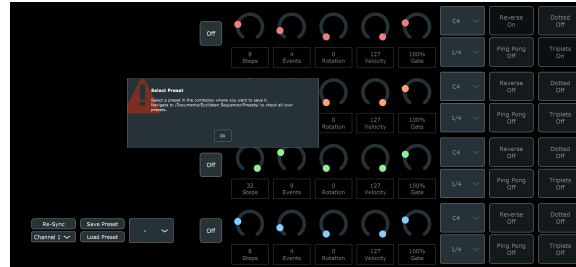 C4
Reverse
On
Dotted
Off
Off
8
Steps
4
Events
0
Rotation
127
Velocity
100%
Gate
1/4
Ping Pong
Off
Triplets
On
Select Preset
Select a preset in the combobox where you want to save it.
Navigate to /Documents/Euclidean Sequencer/Presets/ to check all your
presets.
Ok
C4
Reverse
Off
Dotted
Off
0
Rotation
127
Velocity
100%
Gate
1/4
Ping Pong
Off
Triplets
Off
Off
C4
Reverse
Off
Dotted
Off
32
Steps
9
Events
0
Rotation
127
Velocity
100%
Gate
1/4
Ping Pong
Off
Triplets
Off
Re-Sync
Save Preset
Channel 1
Load Preset
-
Off
C4
Reverse
Off
Dotted
Off
8
Steps
4
Events
0
Rotation
127
Velocity
100%
Gate
1/4
Ping Pong
Off
Triplets
Off